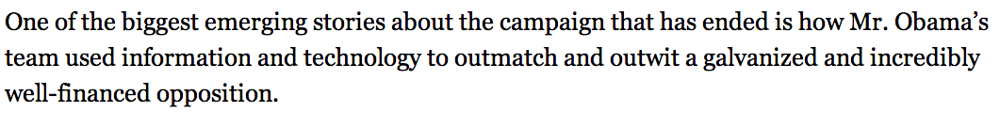 One of the biggest emerging stories about the campaign that has ended is how Mr. Obama’s
team used information and technology to outmatch and outwit a galvanized and incredibly
well-financed opposition.